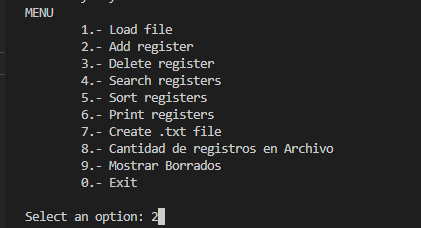 MENU
1.- Load file
2.- Add register
3.- Delete register
4.- Search registers
5.- Sort registers
6.- Print registers
7.- Create .txt file
8.- Cantidad de registros en Archivo
9.- Mostrar Borrados
0.- Exit
Select an option: 2